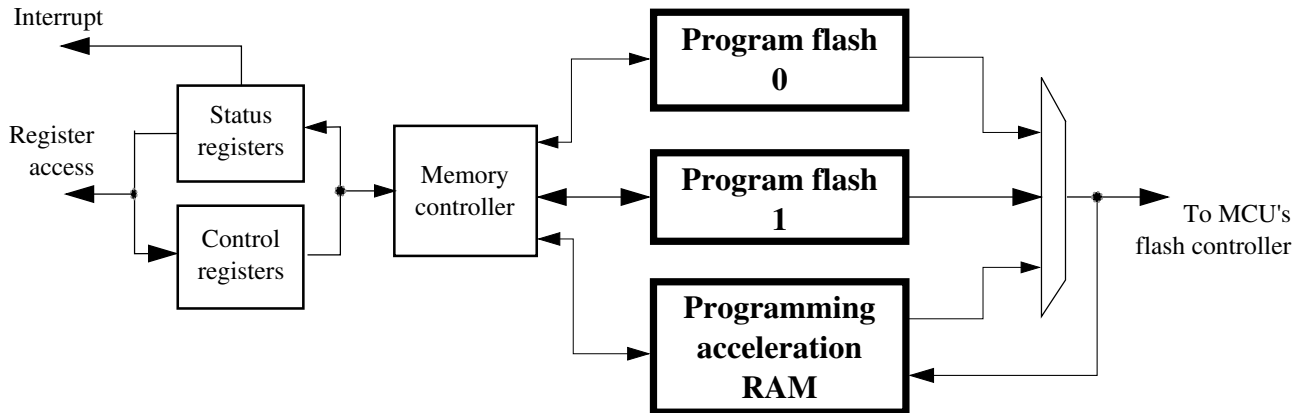 Interrupt
Register
access
Status
registers
Control
registers
Memory
controller
Program flash
0
Program flash
1
Programming
acceleration
RAM
To MCU's
flash controller